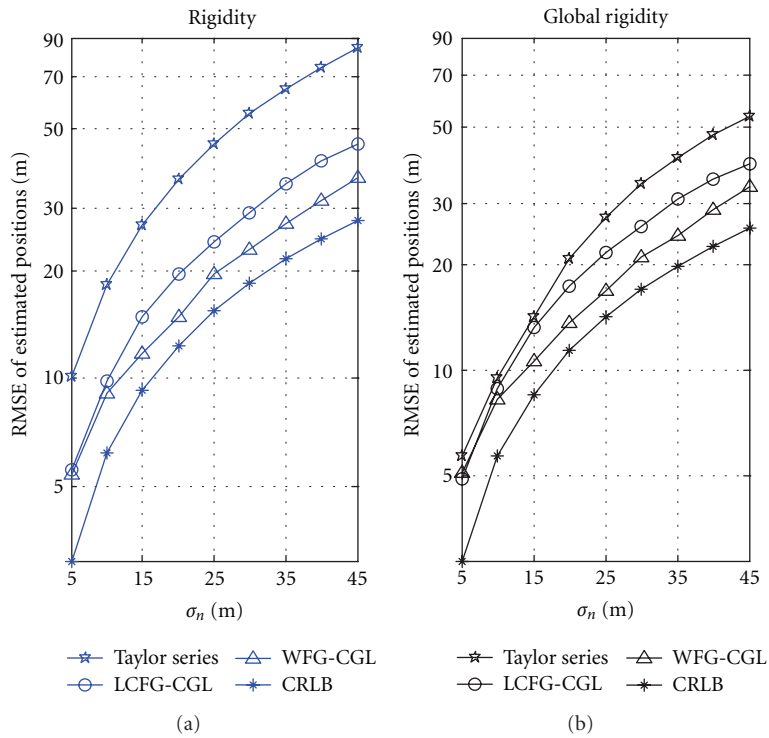 Rigidity
90
70
50
30
20
10
5
RMSE of estimated positions (m)
5 15 25 35 45
σn (m)
Taylor series
LCFG-CGL
WFG-CGL
CRLB
(a)
Global rigidity
90
70
50
30
20
10
5
RMSE of estimated positions (m)
5 15 25 35 45
σn (m)
Taylor series
LCFG-CGL
WFG-CGL
CRLB
(b)